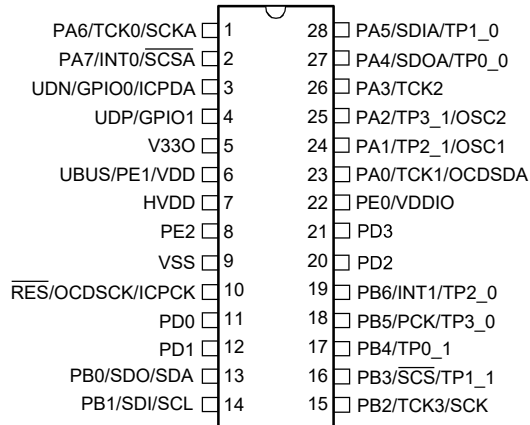 PA6/TCK0/SCKA 1 28 PA5/SDIA/TP1_0
PA7/INT0/SCSA 2 27 PA4/SDOA/TP0_0
UDN/GPIO0/ICPDA 3 26 PA3/TCK2
UDP/GPIO1 4 25 PA2/TP3_1/OSC2
V33O 5 24 PA1/TP2_1/OSC1
UBUS/PE1/VDD 6 23 PA0/TCK1/OCDSDA
HVDD 7 22 PE0/VDDIO
PE2 8 21 PD3
VSS 9 20 PD2
RES/OCDSCK/ICPCK 10 19 PB6/INT1/TP2_0
PD0 11 18 PB5/PCK/TP3_0
PD1 12 17 PB4/TP0_1
PB0/SDO/SDA 13 16 PB3/SCS/TP1_1
PB1/SDI/SCL 14 15 PB2/TCK3/SCK